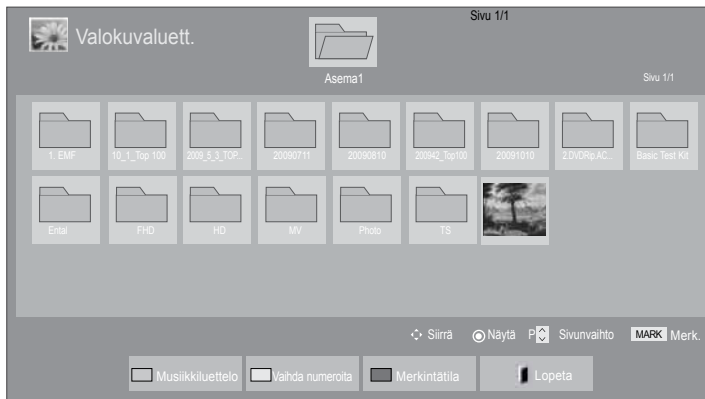 Sivu 1/1
Valokuvaluett.
Asema1
Sivu 1/1
1. EMF 10_1_Top 100 2009_5_3_TOP... 20090711 20090810 200942_Top100 20091010 2.DVDRip.AC... Basic Test Kit
Ental FHD HD MV Photo TS
Siirrä Näytä P Sivunvaihto MARK Merk.
Musiikkiluettelo Vaihda numeroita Merkintätila Lopeta